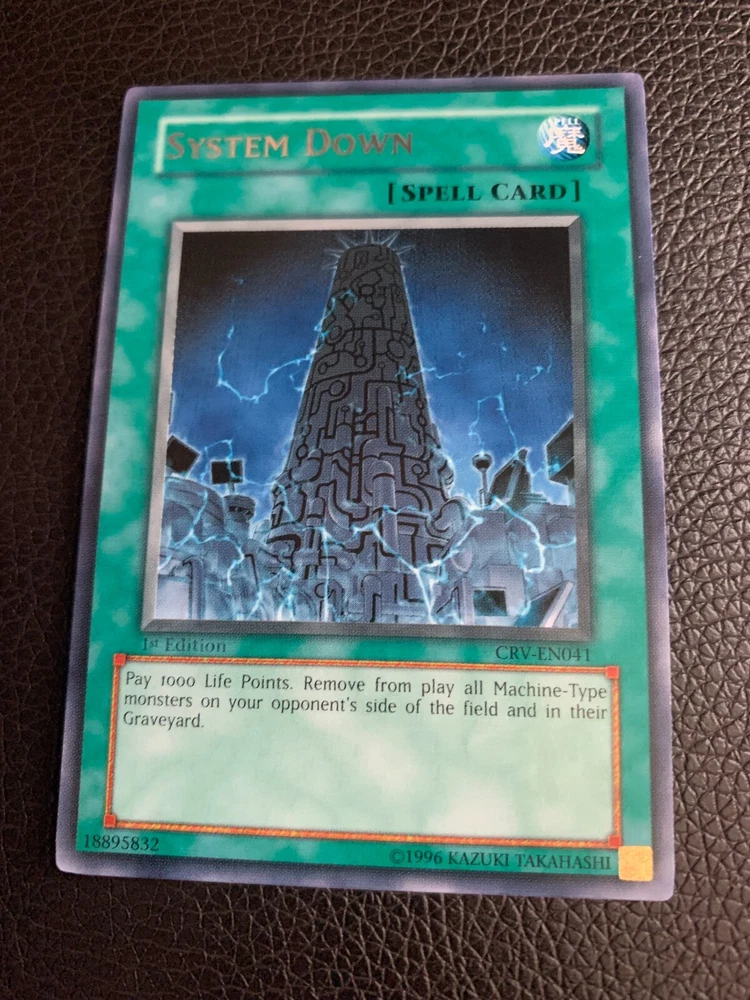 System Down
SPELL
魔
[SPELL CARD]
1st Edition
CRV-EN041
Pay 1000 Life Points. Remove from play all Machine-Type
monsters on your opponent's side of the field and in their
Graveyard.
18895832
©1996 KAZUKI TAKAHASHI